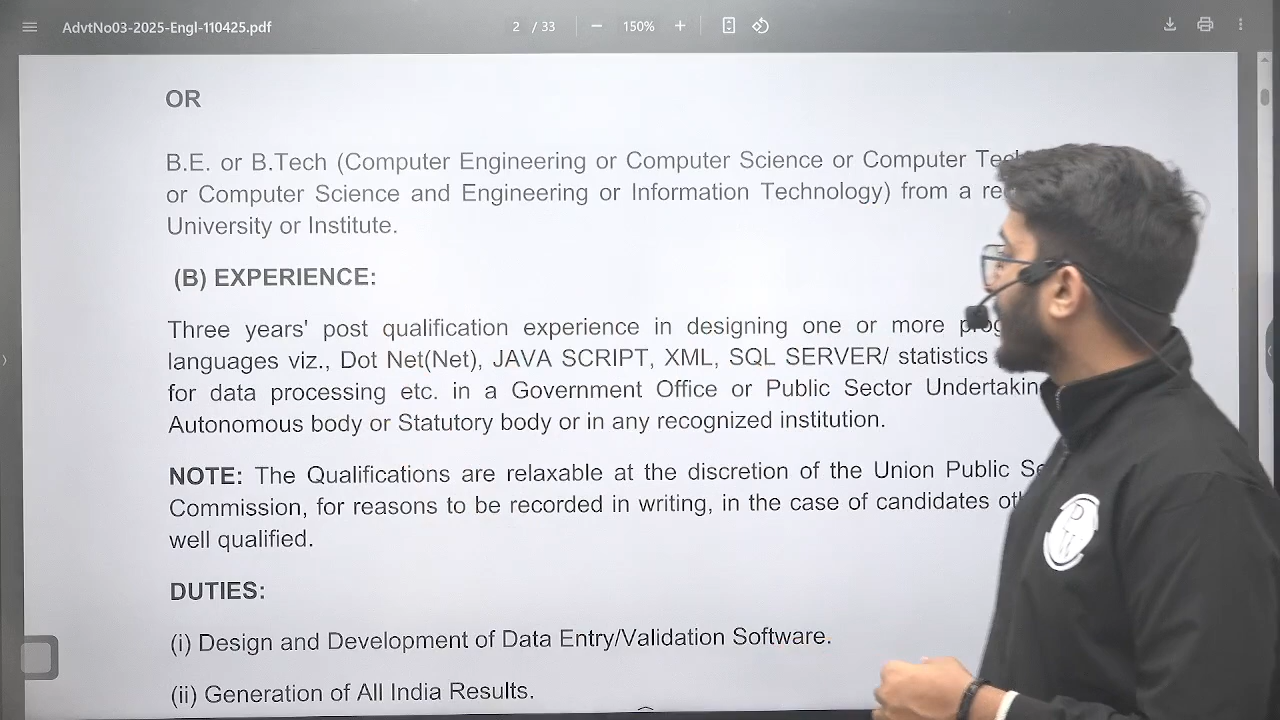 AdvtNo03-2025-Engl-110425.pdf
2 / 33
150%
OR
B.E. or B.Tech (Computer Engineering or Computer Science or Computer
or Computer Science and Engineering or Information Technology) from a
University or Institute.
(B) EXPERIENCE:
Three years' post qualification experience in designing one or more
languages viz., Dot Net(Net), JAVA SCRIPT, XML, SQL SERVER/ statistics
for data processing etc. in a Government Office or Public Sector
Autonomous body or Statutory body or in any recognized institution.
NOTE: The Qualifications are relaxable at the discretion of the Union Public
Commission, for reasons to be recorded in writing, in the case of candidates
well qualified.
DUTIES:
(i) Design and Development of Data Entry/Validation Software.
(ii) Generation of All India Results.
P
W